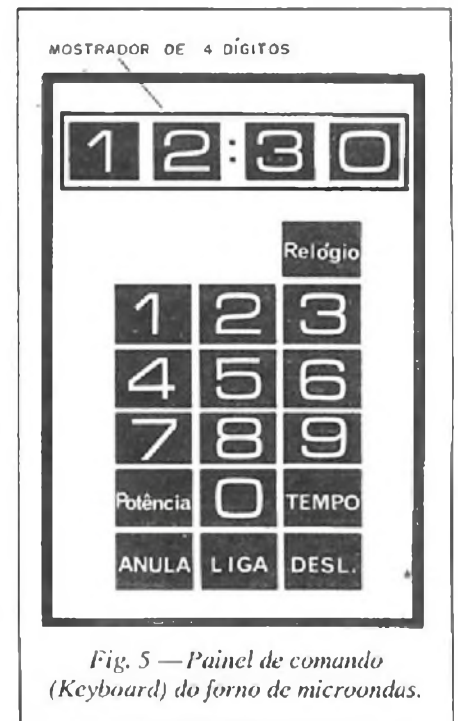 MOSTRADOR DE 4 DÍGITOS
12:30
Relógio
1 2 3
4 5 6
7 8 9
Potência 0 TEMPO
ANULA LIGA DESL.
Fig. 5 — Painel de comando
(Keyboard) do forno de microondas.